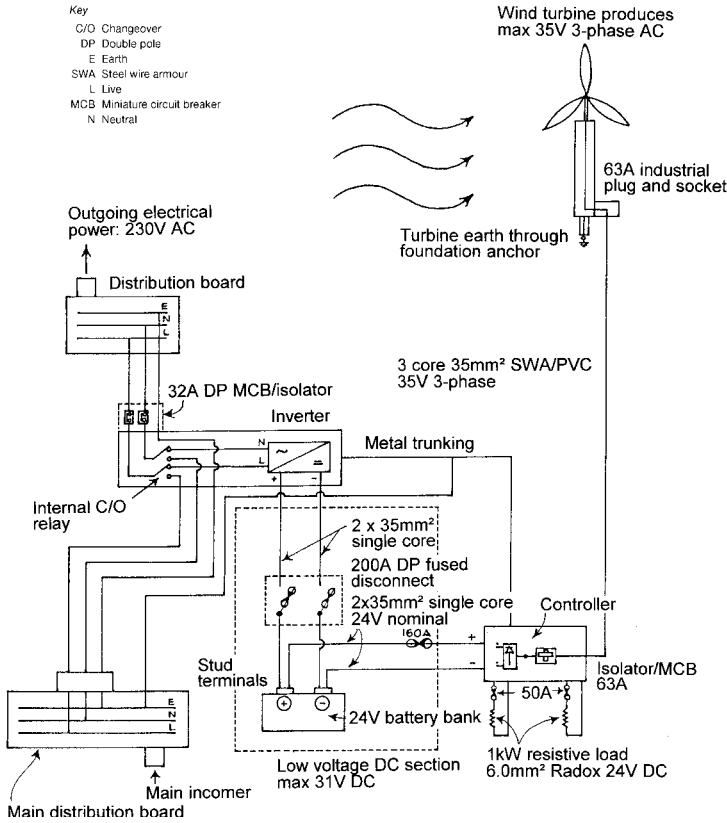 Key
C/O Changeover
DP Double pole
E Earth
SWA Steel wire armour
L Live
MCB Miniature circuit breaker
N Neutral
Wind turbine produces
max 35V 3-phase AC
63A industrial
plug and socket
Turbine earth through
foundation anchor
Outgoing electrical
power: 230V AC
Distribution board
E
N
L
3 core 35mm² SWA/PVC
35V 3-phase
32A DP MCB/isolator
Inverter
Metal trunking
N
L
~
=
+
-
Internal C/O
relay
2 x 35mm²
single core
200A DP fused
disconnect
2x35mm² single core
24V nominal
160A
+
-
Controller
Isolator/MCB
63A
50A
Stud
terminals
+
-
24V battery bank
1kW resistive load
6.0mm² Radox 24V DC
Low voltage DC section
max 31V DC
E
N
L
Main incomer
Main distribution board